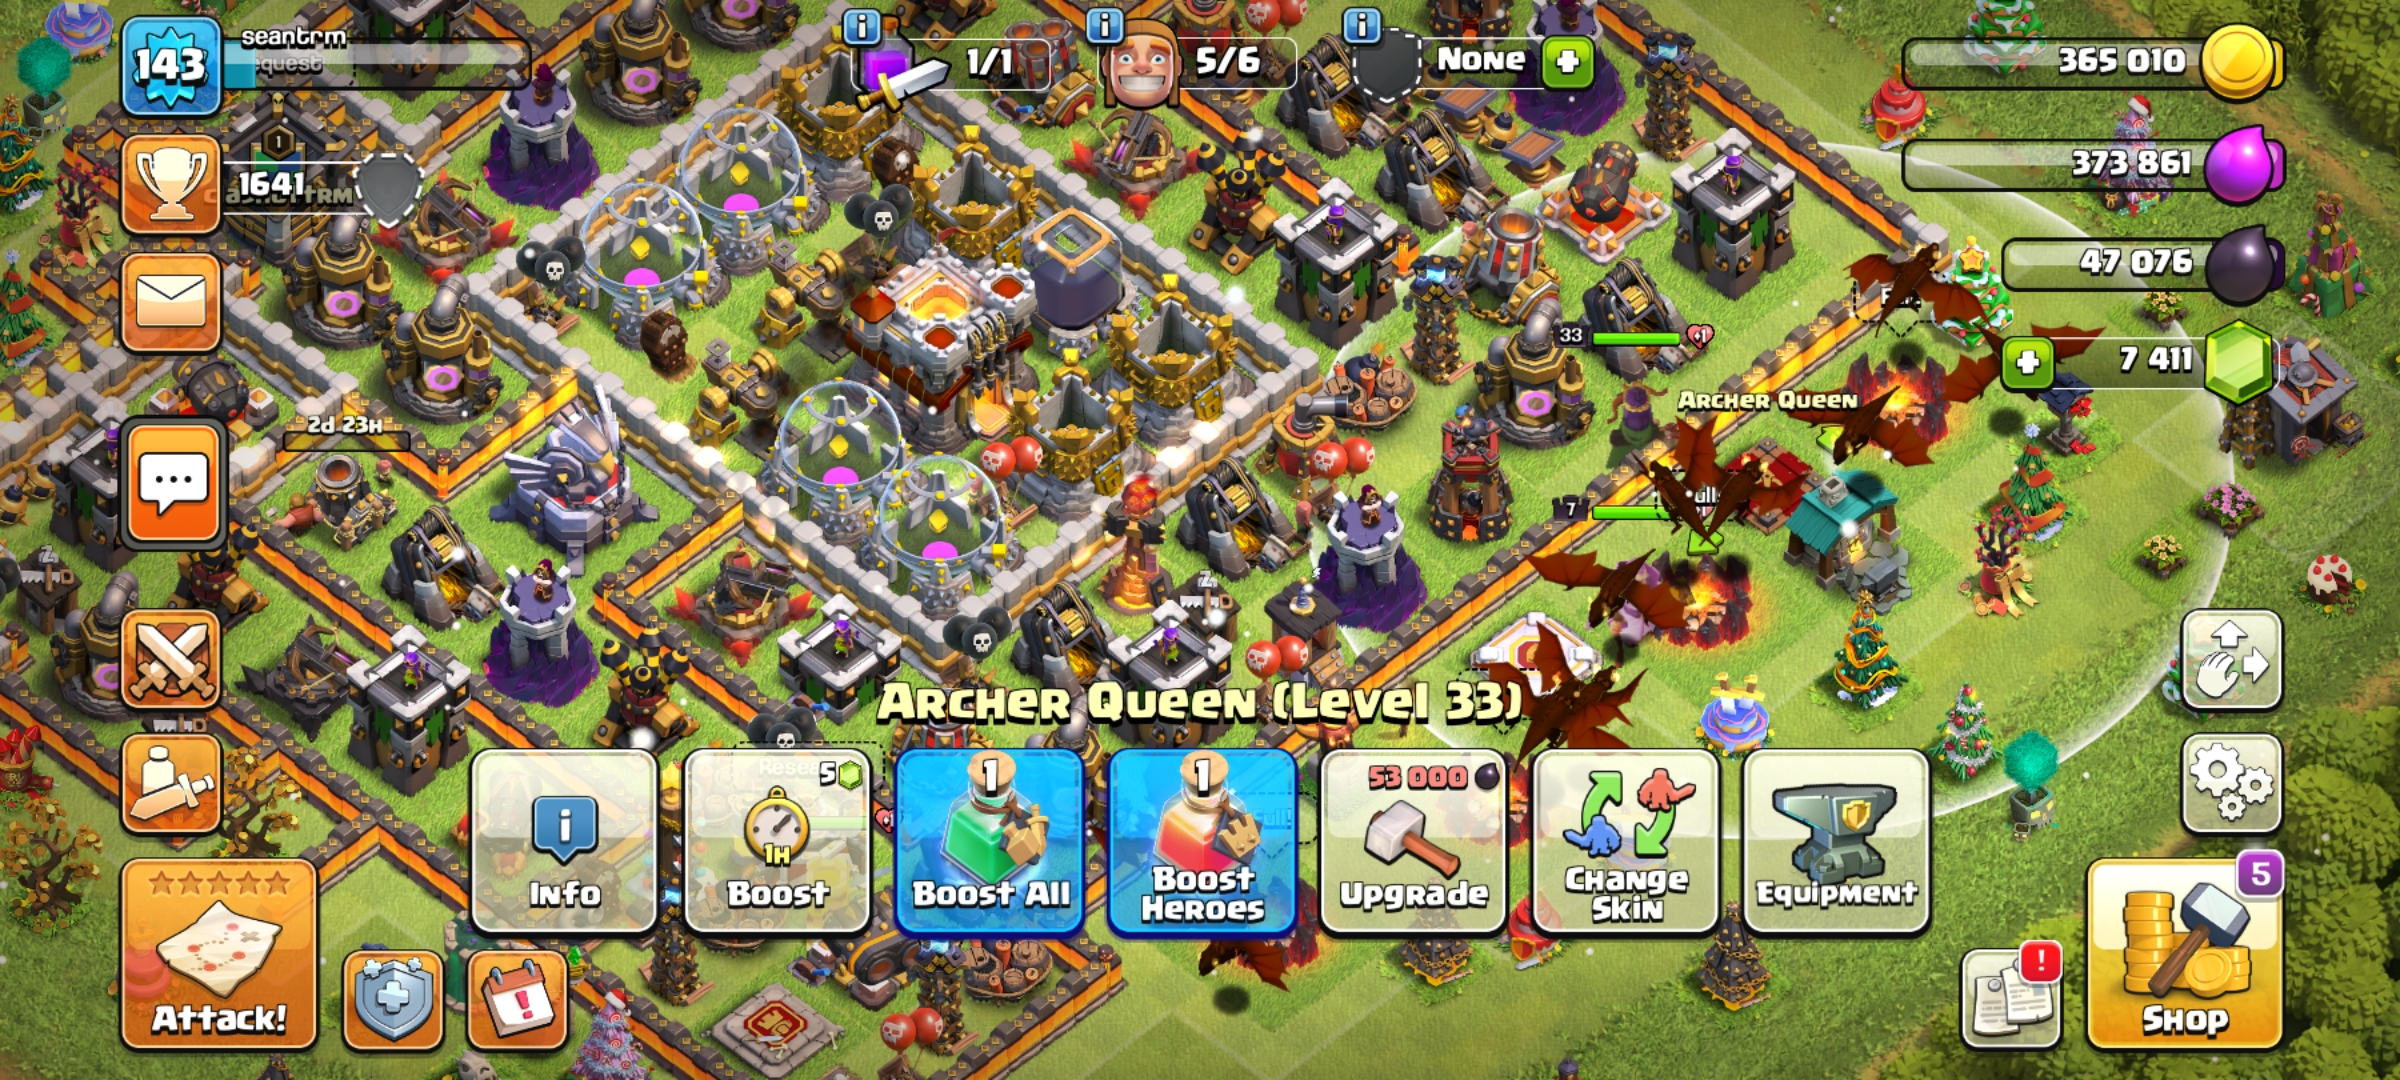 143
seantrm
equest
1/1
5/6
None
365 010
1
1641
373 861
47 076
33
7 411
Archer Queen
2d 23h
7
Archer Queen (Level 33)
Info
5
1H
Boost
1
Boost All
1
Boost
Heroes
53 000
Upgrade
Change
Skin
Equipment
Attack!
!
5
Shop